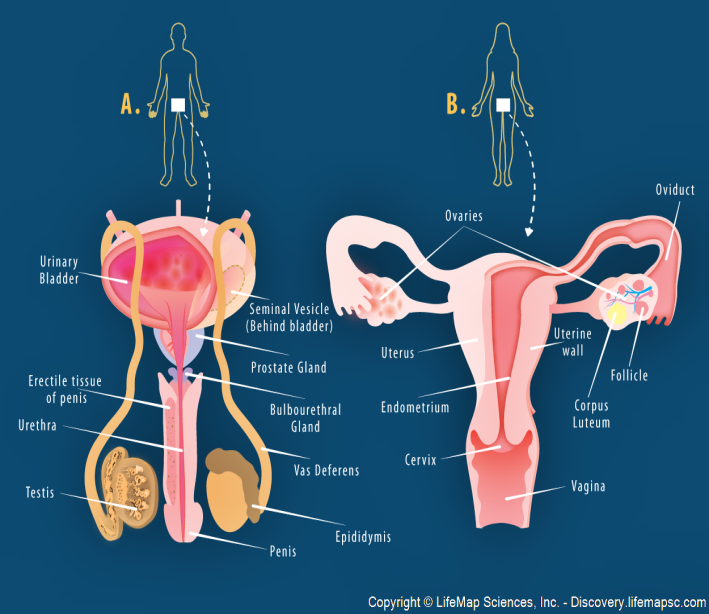 A.
B.
Urinary
Bladder
Seminal Vesicle
(Behind bladder)
Prostate Gland
Erectile tissue
of penis
Bulbourethral
Gland
Urethra
Vas Deferens
Testis
Epididymis
Penis
Oviduct
Ovaries
Uterus
Uterine
wall
Follicle
Endometrium
Corpus
Luteum
Cervix
Vagina
Copyright © LifeMap Sciences, Inc. - Discovery.lifemapsc.com